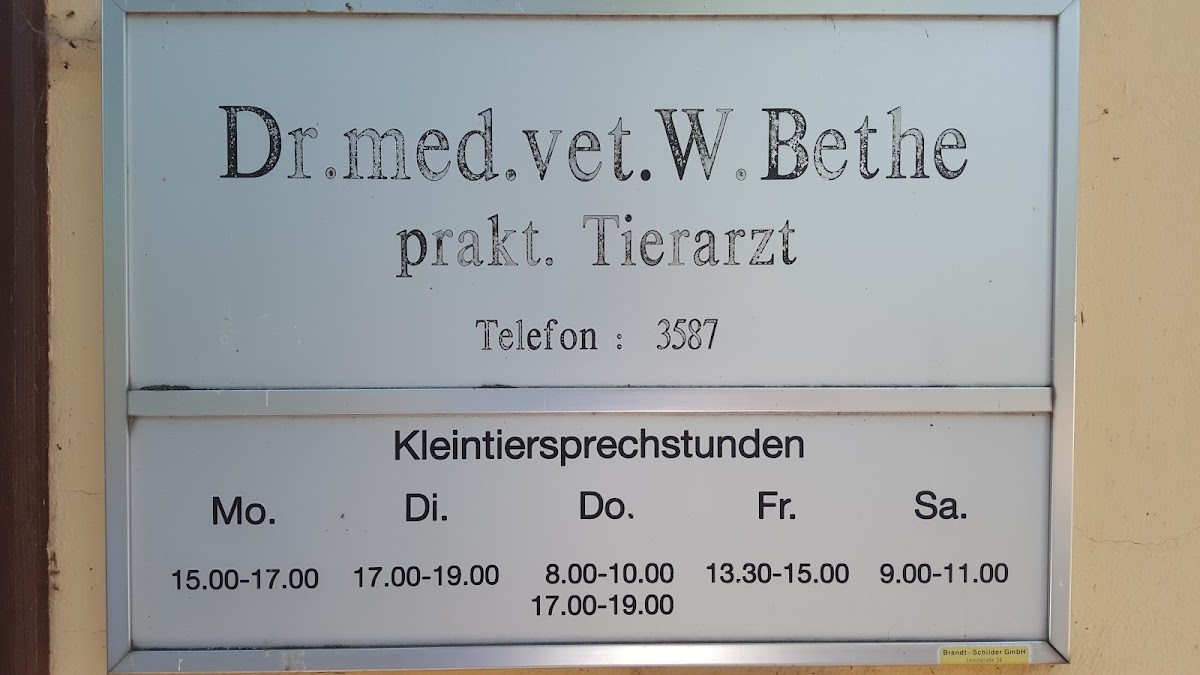 Dr.med.vet.W.Bethe
prakt. Tierarzt
Telefon : 3587
Kleintiersprechstunden
Mo. Di. Do. Fr. Sa.
15.00-17.00 17.00-19.00 8.00-10.00 13.30-15.00 9.00-11.00
17.00-19.00
Brandt-Schilder GmbH